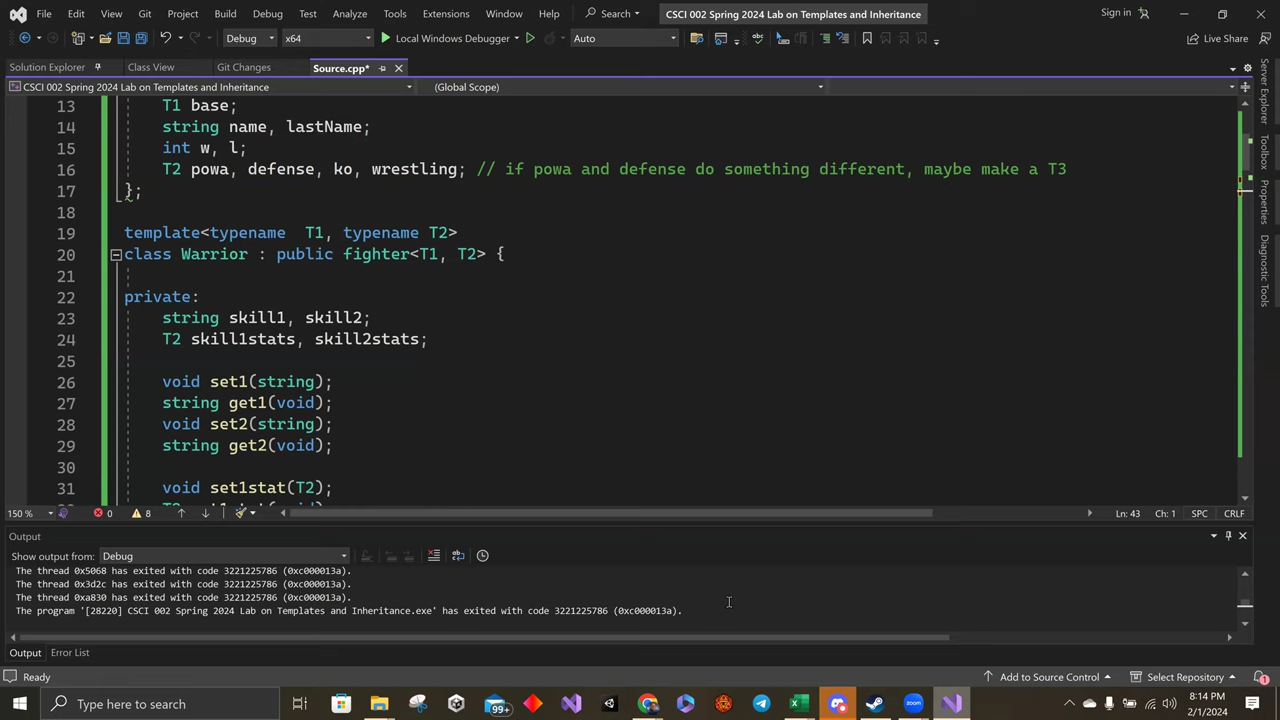 File Edit View Git Project Build Debug Test Analyze Tools Extensions Window Help Search CSCI 002 Spring 2024 Lab on Templates and Inheritance Sign in
Debug x64 Local Windows Debugger Auto Live Share
Solution Explorer Class View Git Changes Source.cpp*
CSCI 002 Spring 2024 Lab on Templates and Inheritance (Global Scope)
13 T1 base;
14 string name, lastName;
15 int w, l;
16 T2 powa, defense, ko, wrestling; // if powa and defense do something different, maybe make a T3
17 };
18
19 template<typename  T1, typename T2>
20 class Warrior : public fighter<T1, T2> {
21
22 private:
23 string skill1, skill2;
24 T2 skill1stats, skill2stats;
25
26 void set1(string);
27 string get1(void);
28 void set2(string);
29 string get2(void);
30
31 void set1stat(T2);
150 % 0 8 Ln: 43 Ch: 1 SPC CRLF
Output
Show output from: Debug
The thread 0x5068 has exited with code 3221225786 (0xc000013a).
The thread 0x3d2c has exited with code 3221225786 (0xc000013a).
The thread 0xa830 has exited with code 3221225786 (0xc000013a).
The program '[28220] CSCI 002 Spring 2024 Lab on Templates and Inheritance.exe' has exited with code 3221225786 (0xc000013a).
Output Error List
Ready Add to Source Control Select Repository 1
Type here to search 99+ 8:14 PM
2/1/2024
Server Explorer
Toolbox
Properties
Diagnostic Tools